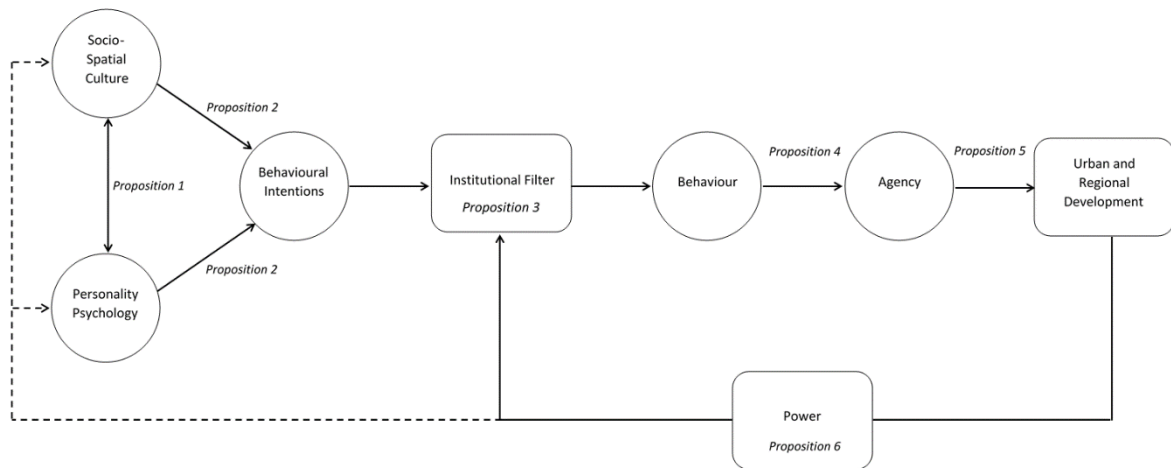 Socio-
Spatial
Culture
Proposition 2
Proposition 1
Behavioural
Intentions
Proposition 2
Personality
Psychology
Institutional Filter
Proposition 3
Behaviour
Proposition 4
Agency
Proposition 5
Urban and
Regional
Development
Power
Proposition 6